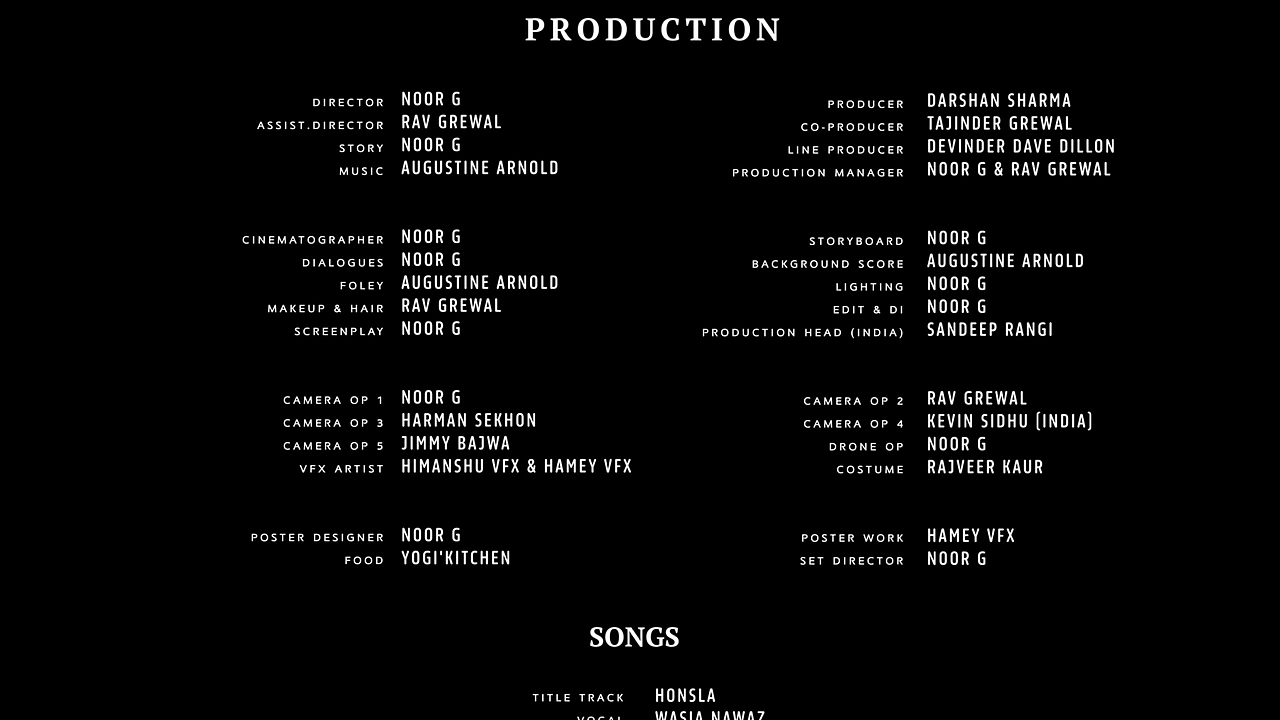 PRODUCTION
DIRECTOR NOOR G
ASSIST.DIRECTOR RAV GREWAL
STORY NOOR G
MUSIC AUGUSTINE ARNOLD
PRODUCER DARSHAN SHARMA
CO-PRODUCER TAJINDER GREWAL
LINE PRODUCER DEVINDER DAVE DILLON
PRODUCTION MANAGER NOOR G & RAV GREWAL
CINEMATOGRAPHER NOOR G
DIALOGUES NOOR G
FOLEY AUGUSTINE ARNOLD
MAKEUP & HAIR RAV GREWAL
SCREENPLAY NOOR G
STORYBOARD NOOR G
BACKGROUND SCORE AUGUSTINE ARNOLD
LIGHTING NOOR G
EDIT & DI NOOR G
PRODUCTION HEAD (INDIA) SANDEEP RANGI
CAMERA OP 1 NOOR G
CAMERA OP 3 HARMAN SEKHON
CAMERA OP 5 JIMMY BAJWA
VFX ARTIST HIMANSHU VFX & HAMEY VFX
CAMERA OP 2 RAV GREWAL
CAMERA OP 4 KEVIN SIDHU (INDIA)
DRONE OP NOOR G
COSTUME RAJVEER KAUR
POSTER DESIGNER NOOR G
FOOD YOGI'KITCHEN
POSTER WORK HAMEY VFX
SET DIRECTOR NOOR G
SONGS
TITLE TRACK HONSLA
VOCAL NAWAZ